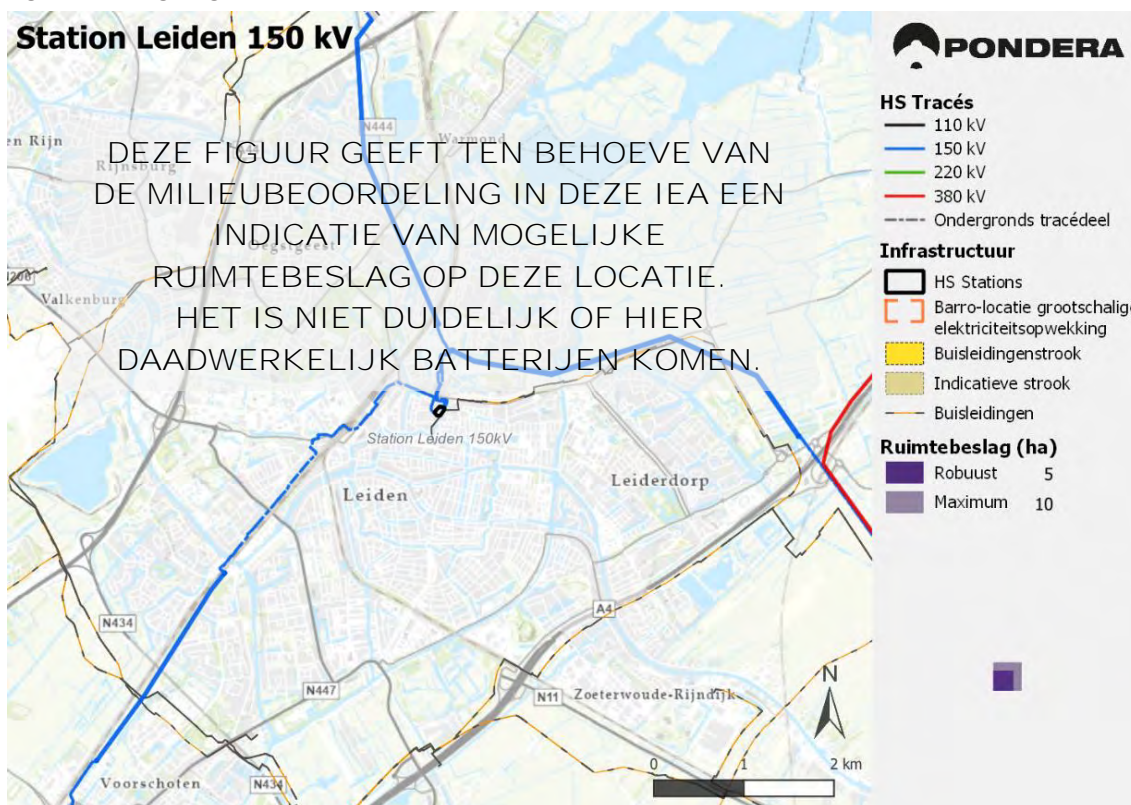 Station Leiden 150 kV
N444
Warmond
en Rijn
Rijnsburg
DEZE FIGUUR GEEFT TEN BEHOEVE VAN
DE MILIEUBEOORDELING IN DEZE IEA EEN
INDICATIE VAN MOGELIJKE
Oegstgeest
RUIMTEBESLAG OP DEZE LOCATIE.
Valkenburg
HET IS NIET DUIDELIJK OF HIER
DAADWERKELIJK BATTERIJEN KOMEN.
Station Leiden 150kV
Leiden
Leiderdorp
A4
N434
N447
N11
Zoeterwoude-Rijndijk
N
Voorschoten
N434
0 1 2 km
PONDERA
HS Tracés
110 kV
150 kV
220 kV
380 kV
Ondergronds tracédeel
Infrastructuur
HS Stations
Barro-locatie grootschalige
elektriciteitsopwekking
Buisleidingenstrook
Indicatieve strook
Buisleidingen
Ruimtebeslag (ha)
Robuust 5
Maximum 10